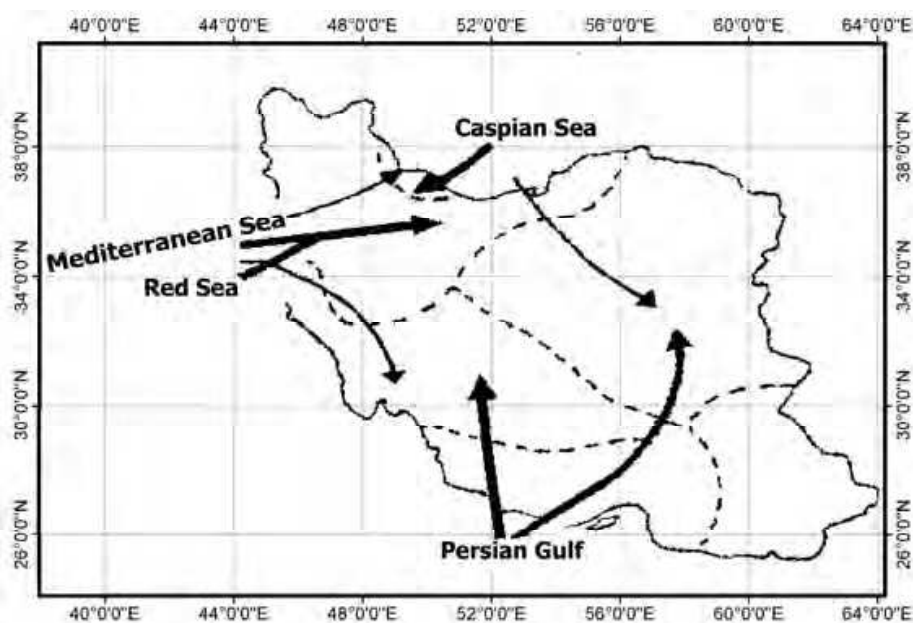 40°0'0"E 44°0'0"E 48°0'0"E 52°0'0"E 56°0'0"E 60°0'0"E 64°0'0"E
38°0'0"N
34°0'0"N
30°0'0"N
26°0'0"N
Caspian Sea
Mediterranean Sea
Red Sea
Persian Gulf
38°0'0"N
34°0'0"N
30°0'0"N
26°0'0"N
40°0'0"E 44°0'0"E 48°0'0"E 52°0'0"E 56°0'0"E 60°0'0"E 64°0'0"E